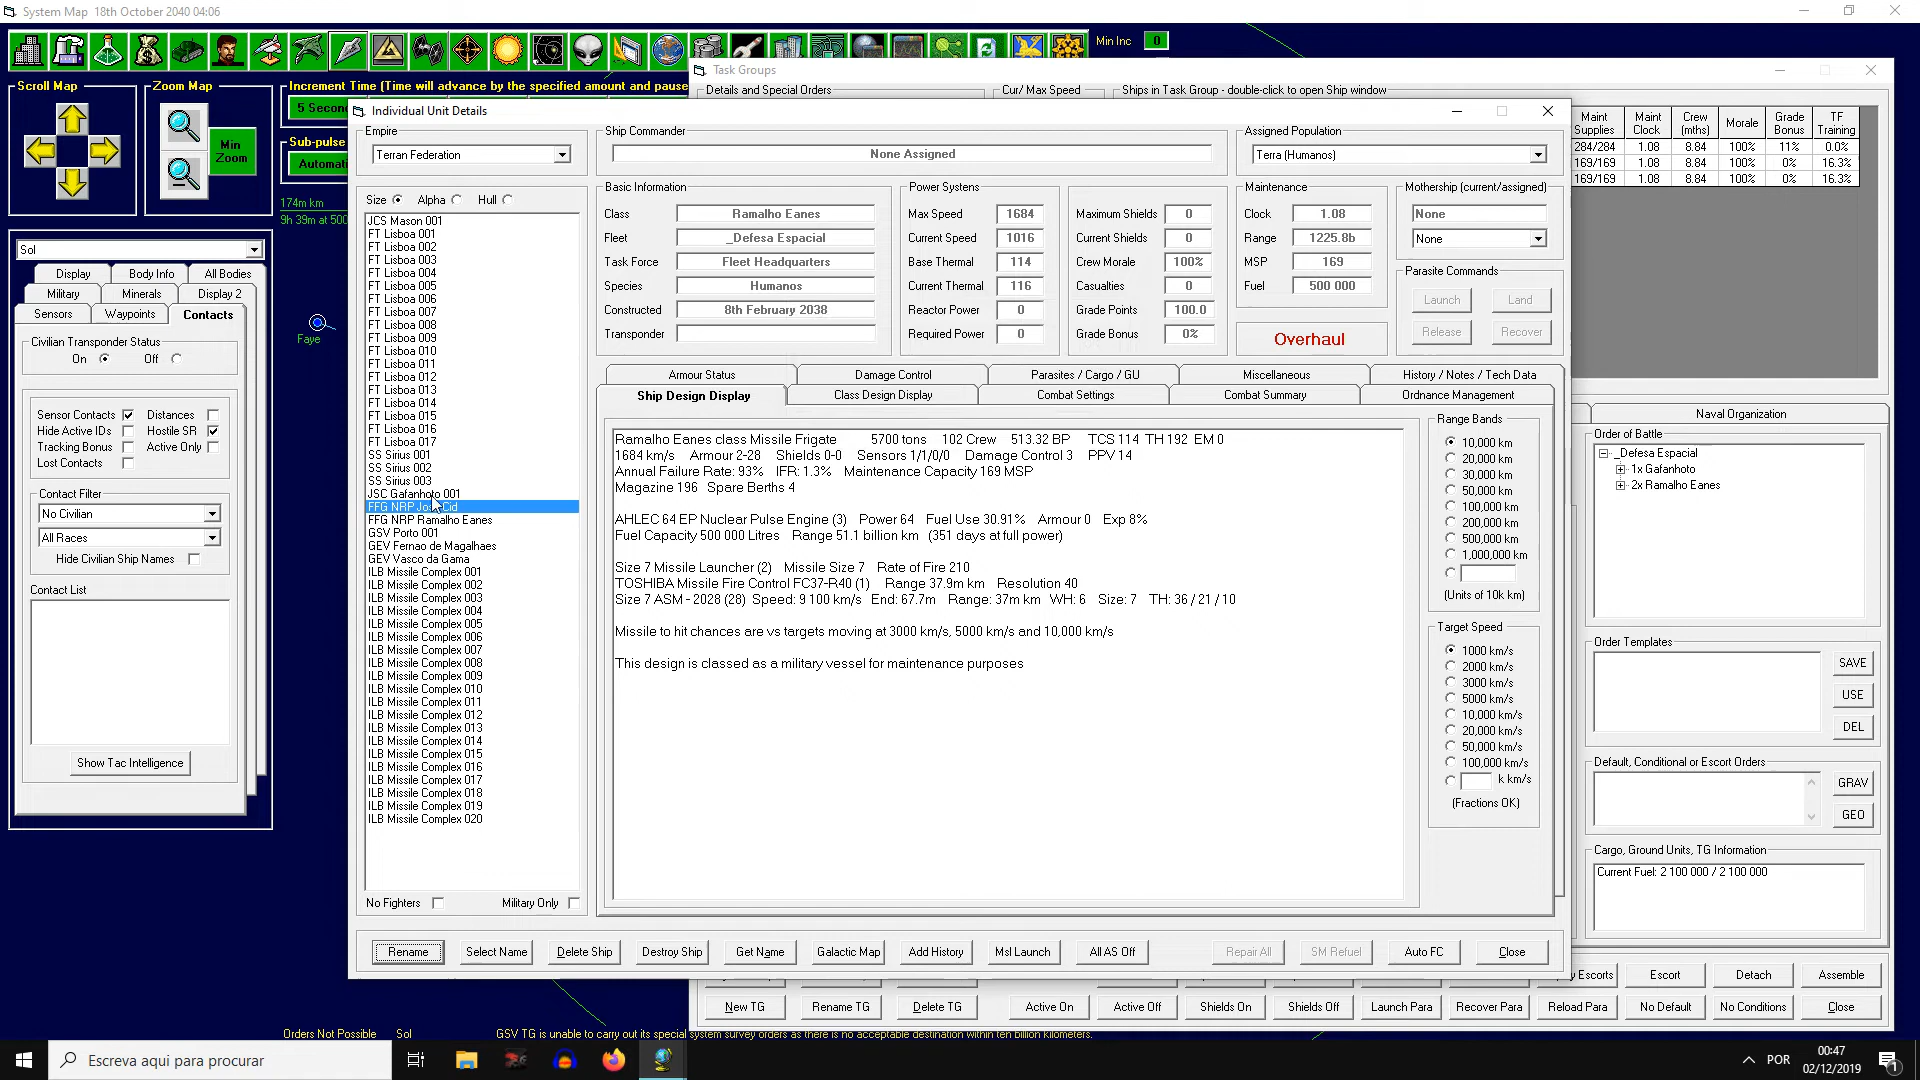 System Map  18th October 2040 04:06
Min Inc  0
Scroll Map
Zoom Map
Min Zoom
Increment Time (Time will advance by the specified amount and pause
5 Secon
Sub-pulse
Automati
174m km
9h 39m at 500
Faye
Sol
Display  Body Info  All Bodies
Military  Minerals  Display 2
Sensors  Waypoints  Contacts
Civilian Transponder Status
On  Off
Sensor Contacts  Distances
Hide Active IDs  Hostile SR
Tracking Bonus  Active Only
Lost Contacts
Contact Filter
No Civilian
All Races
Hide Civilian Ship Names
Contact List
Show Tac Intelligence
Task Groups
Details and Special Orders  Cur/ Max Speed  Ships in Task Group - double-click to open Ship window
Maint Supplies  Maint Clock  Crew (mths)  Morale  Grade Bonus  TF Training
284/284  1.08  8.84  100%  11%  0.0%
169/169  1.08  8.84  100%  0%  16.3%
169/169  1.08  8.84  100%  0%  16.3%
Individual Unit Details
Empire
Terran Federation
Ship Commander
None Assigned
Assigned Population
Terra (Humanos)
Size  Alpha  Hull
JCS Mason 001
FT Lisboa 001
FT Lisboa 002
FT Lisboa 003
FT Lisboa 004
FT Lisboa 005
FT Lisboa 006
FT Lisboa 007
FT Lisboa 008
FT Lisboa 009
FT Lisboa 010
FT Lisboa 011
FT Lisboa 012
FT Lisboa 013
FT Lisboa 014
FT Lisboa 015
FT Lisboa 016
FT Lisboa 017
SS Sirius 001
SS Sirius 002
SS Sirius 003
JSC Gafanhoto 001
FFG NRP José Cid
FFG NRP Ramalho Eanes
GSV Porto 001
GEV Fernao de Magalhaes
GEV Vasco da Gama
ILB Missile Complex 001
ILB Missile Complex 002
ILB Missile Complex 003
ILB Missile Complex 004
ILB Missile Complex 005
ILB Missile Complex 006
ILB Missile Complex 007
ILB Missile Complex 008
ILB Missile Complex 009
ILB Missile Complex 010
ILB Missile Complex 011
ILB Missile Complex 012
ILB Missile Complex 013
ILB Missile Complex 014
ILB Missile Complex 015
ILB Missile Complex 016
ILB Missile Complex 017
ILB Missile Complex 018
ILB Missile Complex 019
ILB Missile Complex 020
No Fighters  Military Only
Basic Information
Class  Ramalho Eanes
Fleet  _Defesa Espacial
Task Force  Fleet Headquarters
Species  Humanos
Constructed  8th February 2038
Transponder
Power Systens
Max Speed  1684
Current Speed  1016
Base Thermal  114
Current Thermal  116
Reactor Power  0
Required Power  0
Maximum Shields  0
Current Shields  0
Crew Morale  100%
Casualties  0
Grade Points  100.0
Grade Bonus  0%
Maintenance
Clock  1.08
Range  1225.8b
MSP  169
Fuel  500 000
Overhaul
Mothership (current/assigned)
None
None
Parasite Commands
Launch  Land
Release  Recover
Armour Status  Damage Control  Parasites / Cargo / GU  Miscellaneous  History / Notes / Tech Data
Ship Design Display  Class Design Display  Combat Settings  Combat Summary  Ordnance Management
Ramalho Eanes class Missile Frigate  5700 tons  102 Crew  513.32 BP  TCS 114  TH 192  EM 0
1684 km/s  Armour 2-28  Shields 0-0  Sensors 1/1/0/0  Damage Control 3  PPV 14
Annual Failure Rate: 93%  IFR: 1.3%  Maintenance Capacity 169 MSP
Magazine 196  Spare Berths 4
AHLEC 64 EP Nuclear Pulse Engine (3)  Power 64  Fuel Use 30.91%  Armour 0  Exp 8%
Fuel Capacity 500 000 Litres  Range 51.1 billion km  (351 days at full power)
Size 7 Missile Launcher (2)  Missile Size 7  Rate of Fire 210
TOSHIBA Missile Fire Control FC37-R40 (1)  Range 37.9m km  Resolution 40
Size 7 ASM - 2028 (28)  Speed: 9 100 km/s  End: 67.7m  Range: 37m km  WH: 6  Size: 7  TH: 36 / 21 / 10
Missile to hit chances are vs targets moving at 3000 km/s, 5000 km/s and 10,000 km/s
This design is classed as a military vessel for maintenance purposes
Range Bands
10,000 km
20,000 km
30,000 km
50,000 km
100,000 km
200,000 km
500,000 km
1,000,000 km
(Units of 10k km)
Target Speed
1000 km/s
2000 km/s
3000 km/s
5000 km/s
10,000 km/s
20,000 km/s
50,000 km/s
100,000 km/s
k km/s
(Fractions OK)
Rename  Select Name  Delete Ship  Destroy Ship  Get Name  Galactic Map  Add History  Msl Launch  All AS Off  Repair All  SM Refuel  Auto FC  Close
Naval Organization
Order of Battle
_Defesa Espacial
1x Gafanhoto
2x Ramalho Eanes
Order Templates
SAVE
USE
DEL
Default, Conditional or Escort Orders
GRAV
GEO
Cargo, Ground Units, TG Information
Current Fuel: 2 100 000 / 2 100 000
Escorts  Escort  Detach  Assemble
New TG  Rename TG  Delete TG  Active On  Active Off  Shields On  Shields Off  Launch Para  Recover Para  Reload Para  No Default  No Conditions  Close
Orders Not Possible  Sol  GSV TG is unable to carry out its special system survey orders as there is no acceptable destination within ten billion kilometers.
Escreva aqui para procurar
POR
00:47
02/12/2019
1